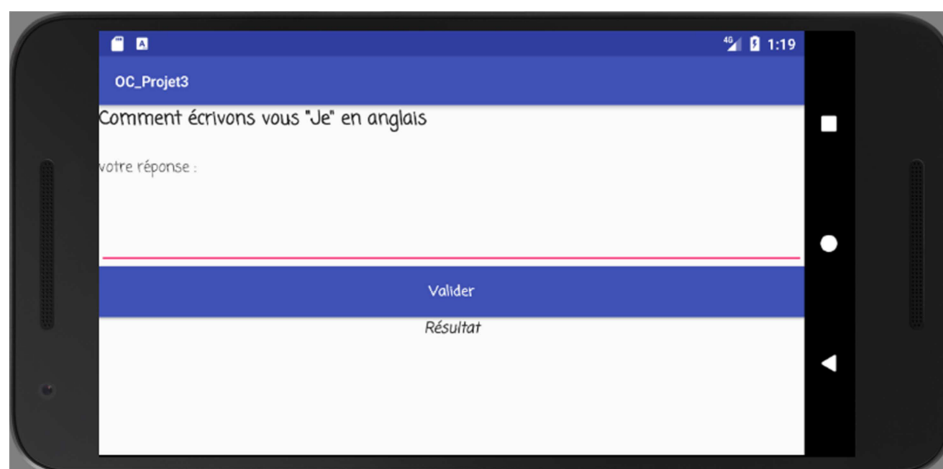 4G 1:19
OC_Projet3
Comment écrivons vous "Je" en anglais
votre réponse :
Valider
Résultat